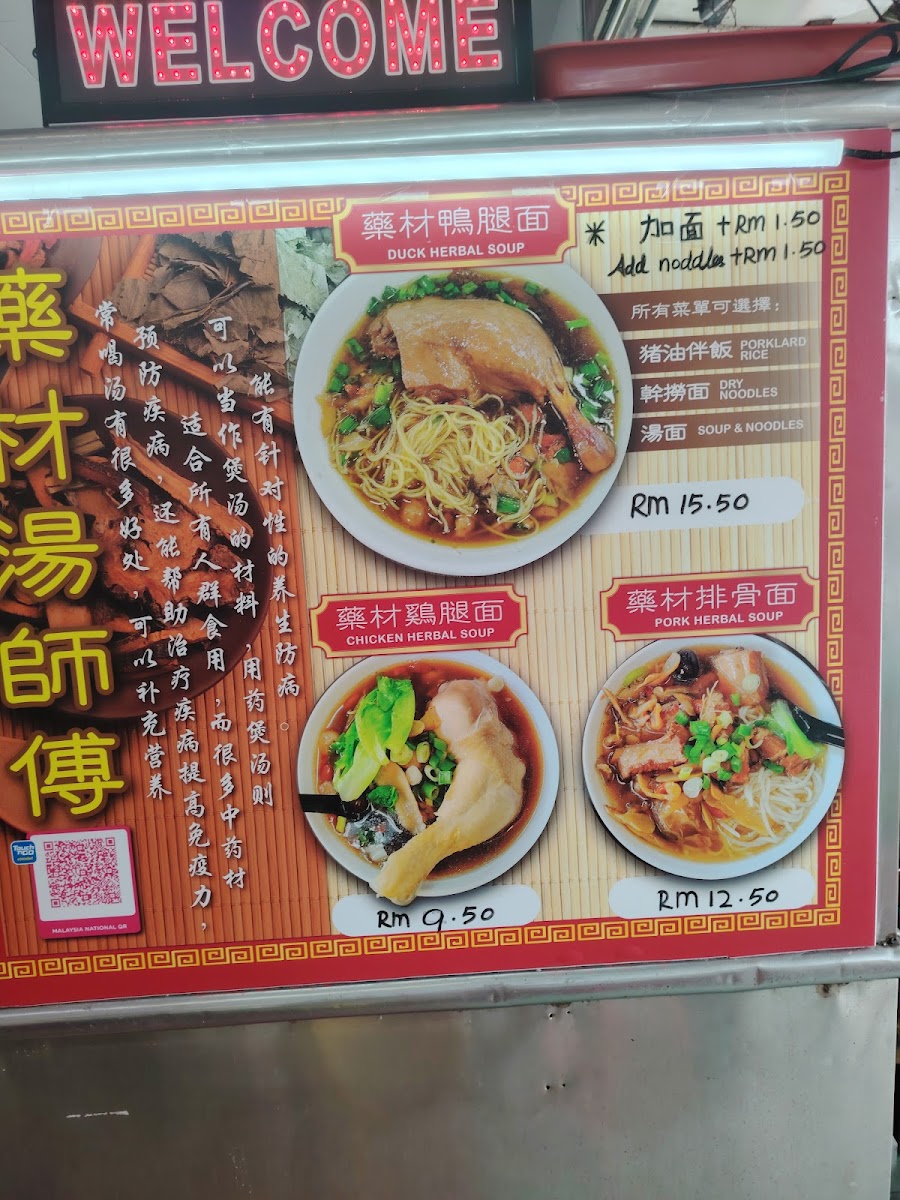 WELCOME
藥材湯師傅
常喝汤有很多好处，可以补充营养
预防疾病，还能帮助治疗疾病提高免疫力，
适合所有人群食用，而很多中药材
可以当作煲汤的材料，用药煲汤则
能有针对性的养生防病。
藥材鴨腿面
DUCK HERBAL SOUP
* 加面 +RM 1.50
Add noddles +RM 1.50
所有菜單可選擇：
猪油伴飯 PORKLARD RICE
幹撈面 DRY NOODLES
湯面 SOUP & NOODLES
RM 15.50
藥材鷄腿面
CHICKEN HERBAL SOUP
RM 9.50
藥材排骨面
PORK HERBAL SOUP
RM 12.50
Touch 'n GO
MALAYSIA NATIONAL QR